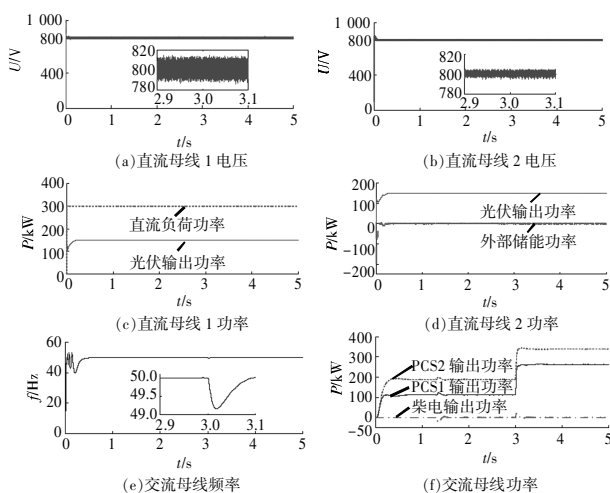 1 000
800
400
0
U/V
820
800
780
2.9 3.0 3.1
0 1 2 3 4 5
t/s
(a)直流母线 1 电压
1 000
800
400
0
U/V
820
800
780
2.9 3.0 3.1
0 1 2 3 4 5
t/s
(b)直流母线 2 电压
400
300
200
100
0
P/kW
直流负荷功率
光伏输出功率
0 1 2 3 4 5
t/s
(c)直流母线 1 功率
200
100
0
-100
-200
P/kW
光伏输出功率
外部储能功率
0 1 2 3 4 5
t/s
(d)直流母线 2 功率
60
40
20
0
f/Hz
50.0
49.5
49.0
2.9 3.0 3.1
0 1 2 3 4 5
t/s
(e)交流母线频率
400
300
200
100
0
-50
P/kW
PCS2 输出功率
PCS1 输出功率
柴电输出功率
0 1 2 3 4 5
t/s
(f)交流母线功率